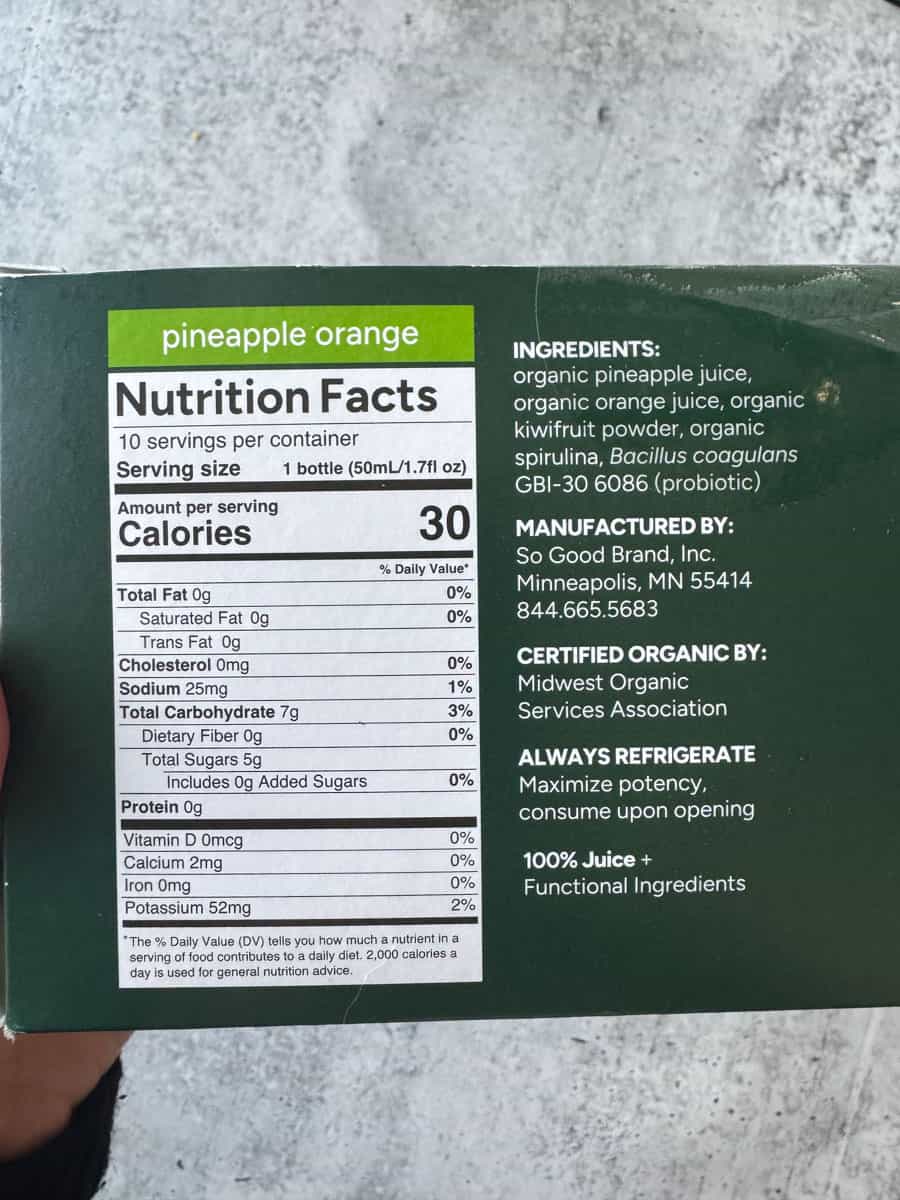 pineapple orange
Nutrition Facts
10 servings per container
Serving size 1 bottle (50mL/1.7fl oz)
Amount per serving
Calories 30
% Daily Value*
Total Fat 0g 0%
Saturated Fat 0g 0%
Trans Fat 0g
Cholesterol 0mg 0%
Sodium 25mg 1%
Total Carbohydrate 7g 3%
Dietary Fiber 0g 0%
Total Sugars 5g
Includes 0g Added Sugars 0%
Protein 0g
Vitamin D 0mcg 0%
Calcium 2mg 0%
Iron 0mg 0%
Potassium 52mg 2%
*The % Daily Value (DV) tells you how much a nutrient in a
serving of food contributes to a daily diet. 2,000 calories a
day is used for general nutrition advice.
INGREDIENTS:
organic pineapple juice,
organic orange juice, organic
kiwifruit powder, organic
spirulina, Bacillus coagulans
GBI-30 6086 (probiotic)
MANUFACTURED BY:
So Good Brand, Inc.
Minneapolis, MN 55414
844.665.5683
CERTIFIED ORGANIC BY:
Midwest Organic
Services Association
ALWAYS REFRIGERATE
Maximize potency,
consume upon opening
100% Juice +
Functional Ingredients